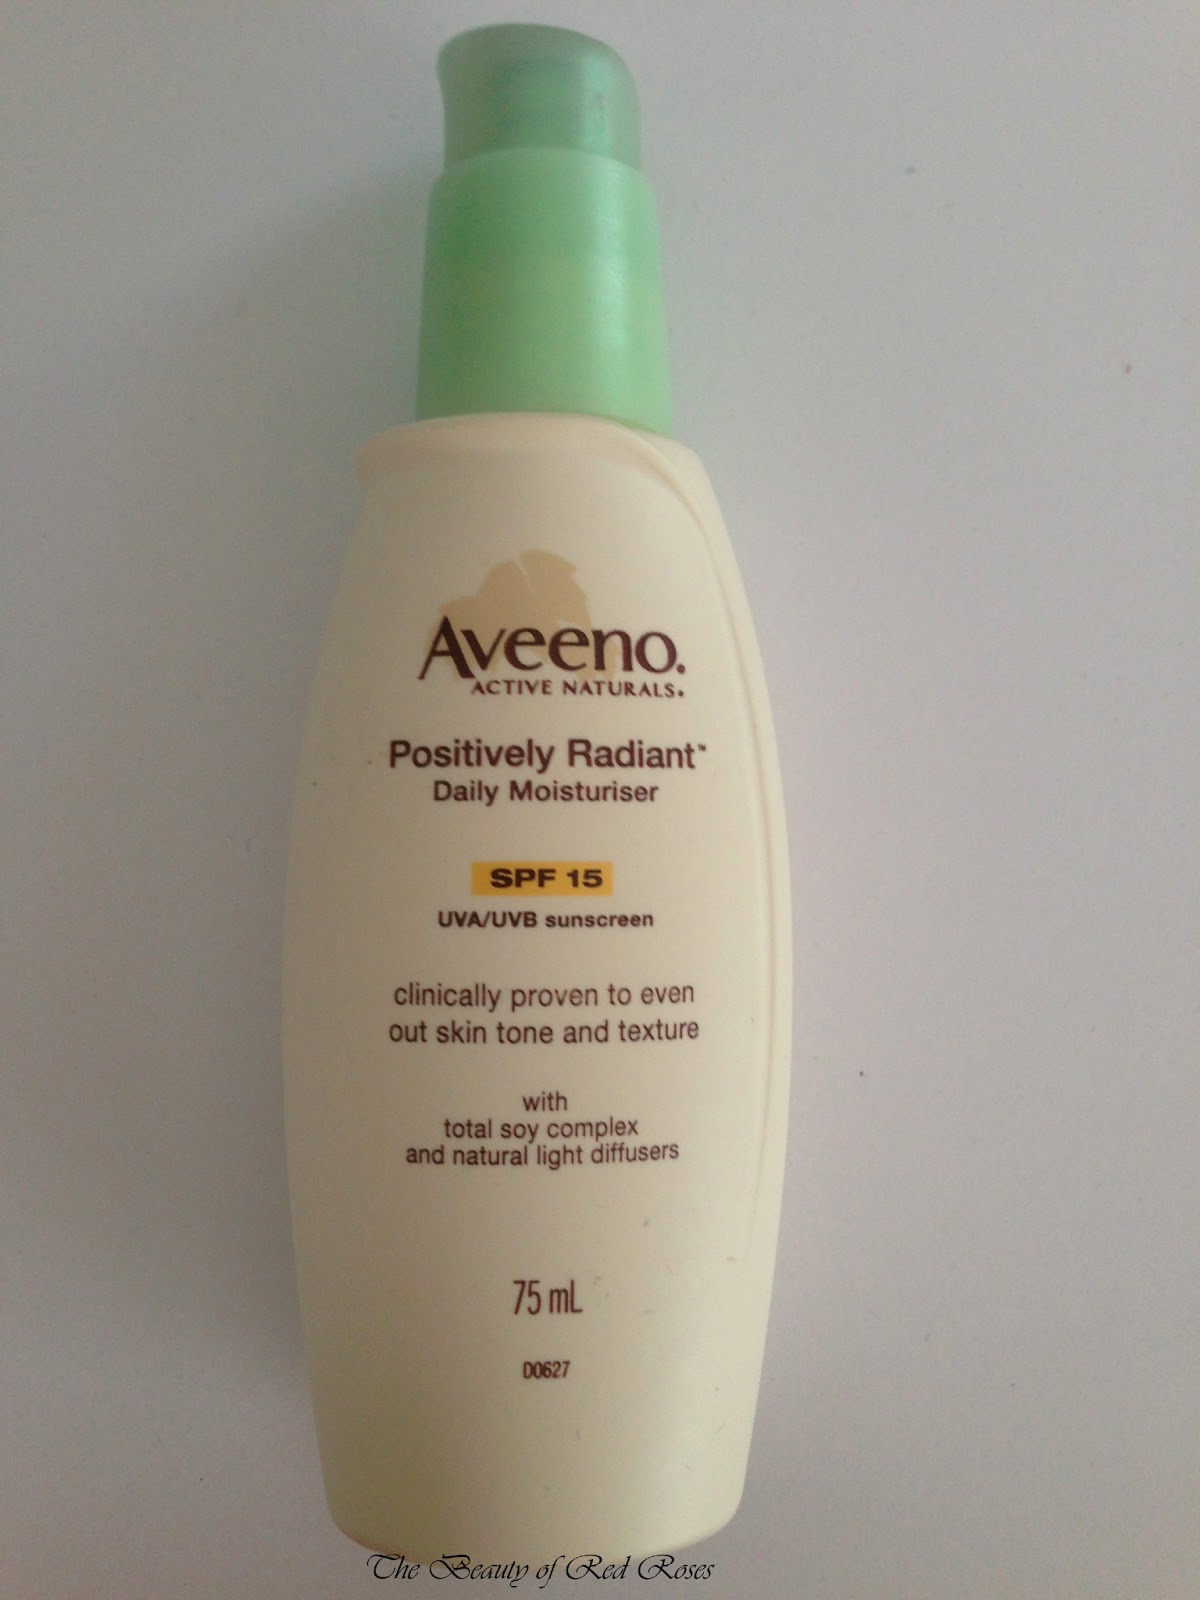 Aveeno.
ACTIVE NATURALS.
Positively Radiant™
Daily Moisturiser
SPF 15
UVA/UVB sunscreen
clinically proven to even
out skin tone and texture
with
total soy complex
and natural light diffusers
75 mL
D0627
The Beauty of Red Roses